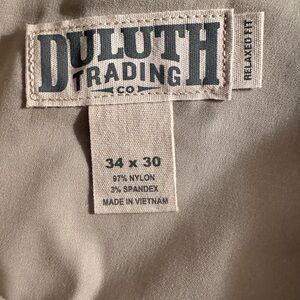 DULUTH
TRADING
CO
RELAXED FIT
34 x 30
97% NYLON
3% SPANDEX
MADE IN VIETNAM